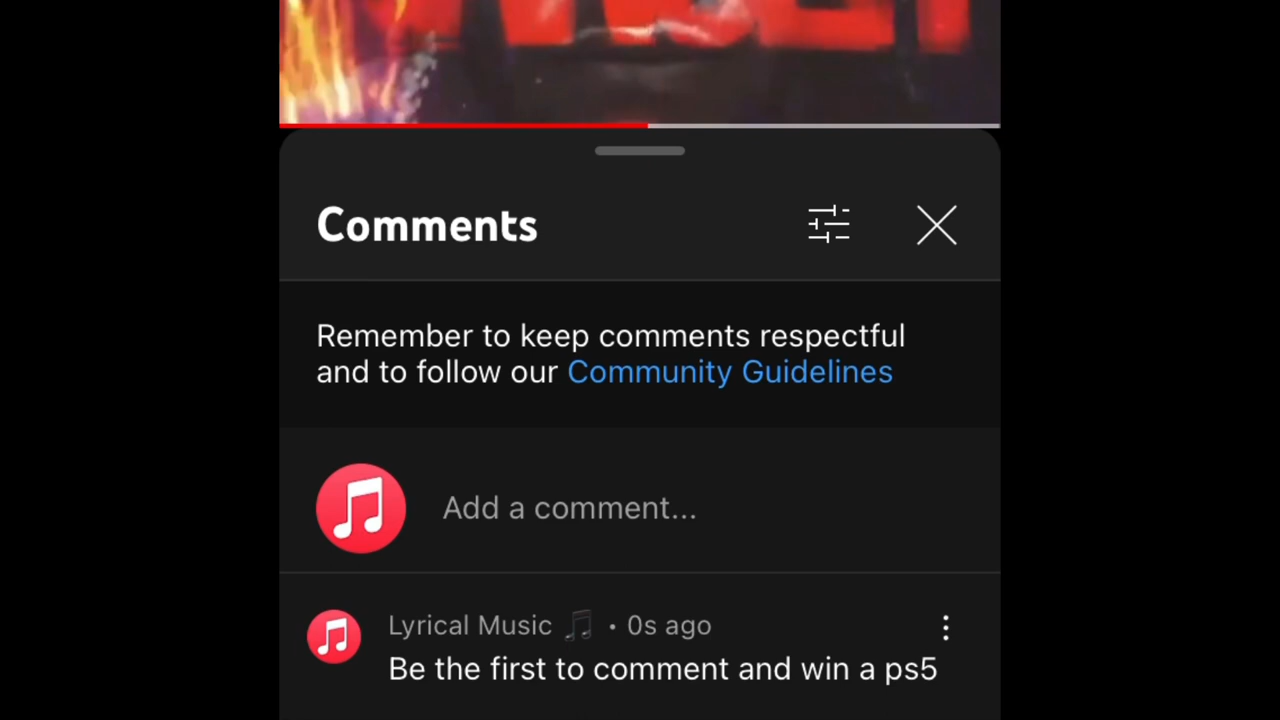 Comments
Remember to keep comments respectful
and to follow our Community Guidelines
Add a comment...
Lyrical Music 🎵 • 0s ago
Be the first to comment and win a ps5